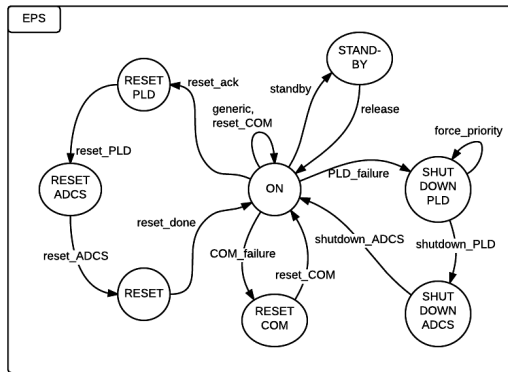 EPS
STAND-
BY
RESET
PLD
reset_ack
standby
generic,
reset_COM
release
force_priority
reset_PLD
PLD_failure
SHUT
DOWN
PLD
RESET
ADCS
ON
reset_done
shutdown_ADCS
shutdown_PLD
reset_ADCS
COM_failure
reset_COM
RESET
RESET
COM
SHUT
DOWN
ADCS